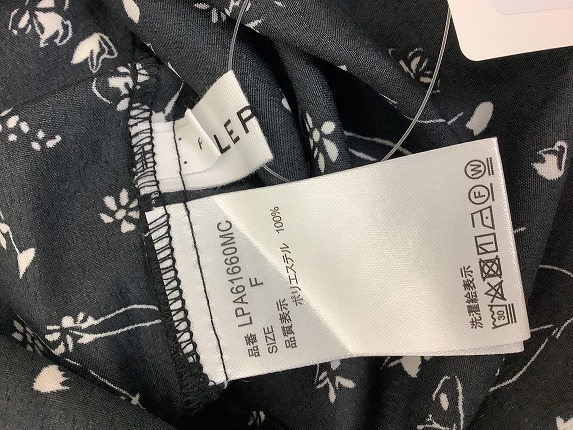 LEP
品番 LPA61660MC
SIZE F
品質表示
ポリエステル 100%
洗濯絵表示
30
F
W